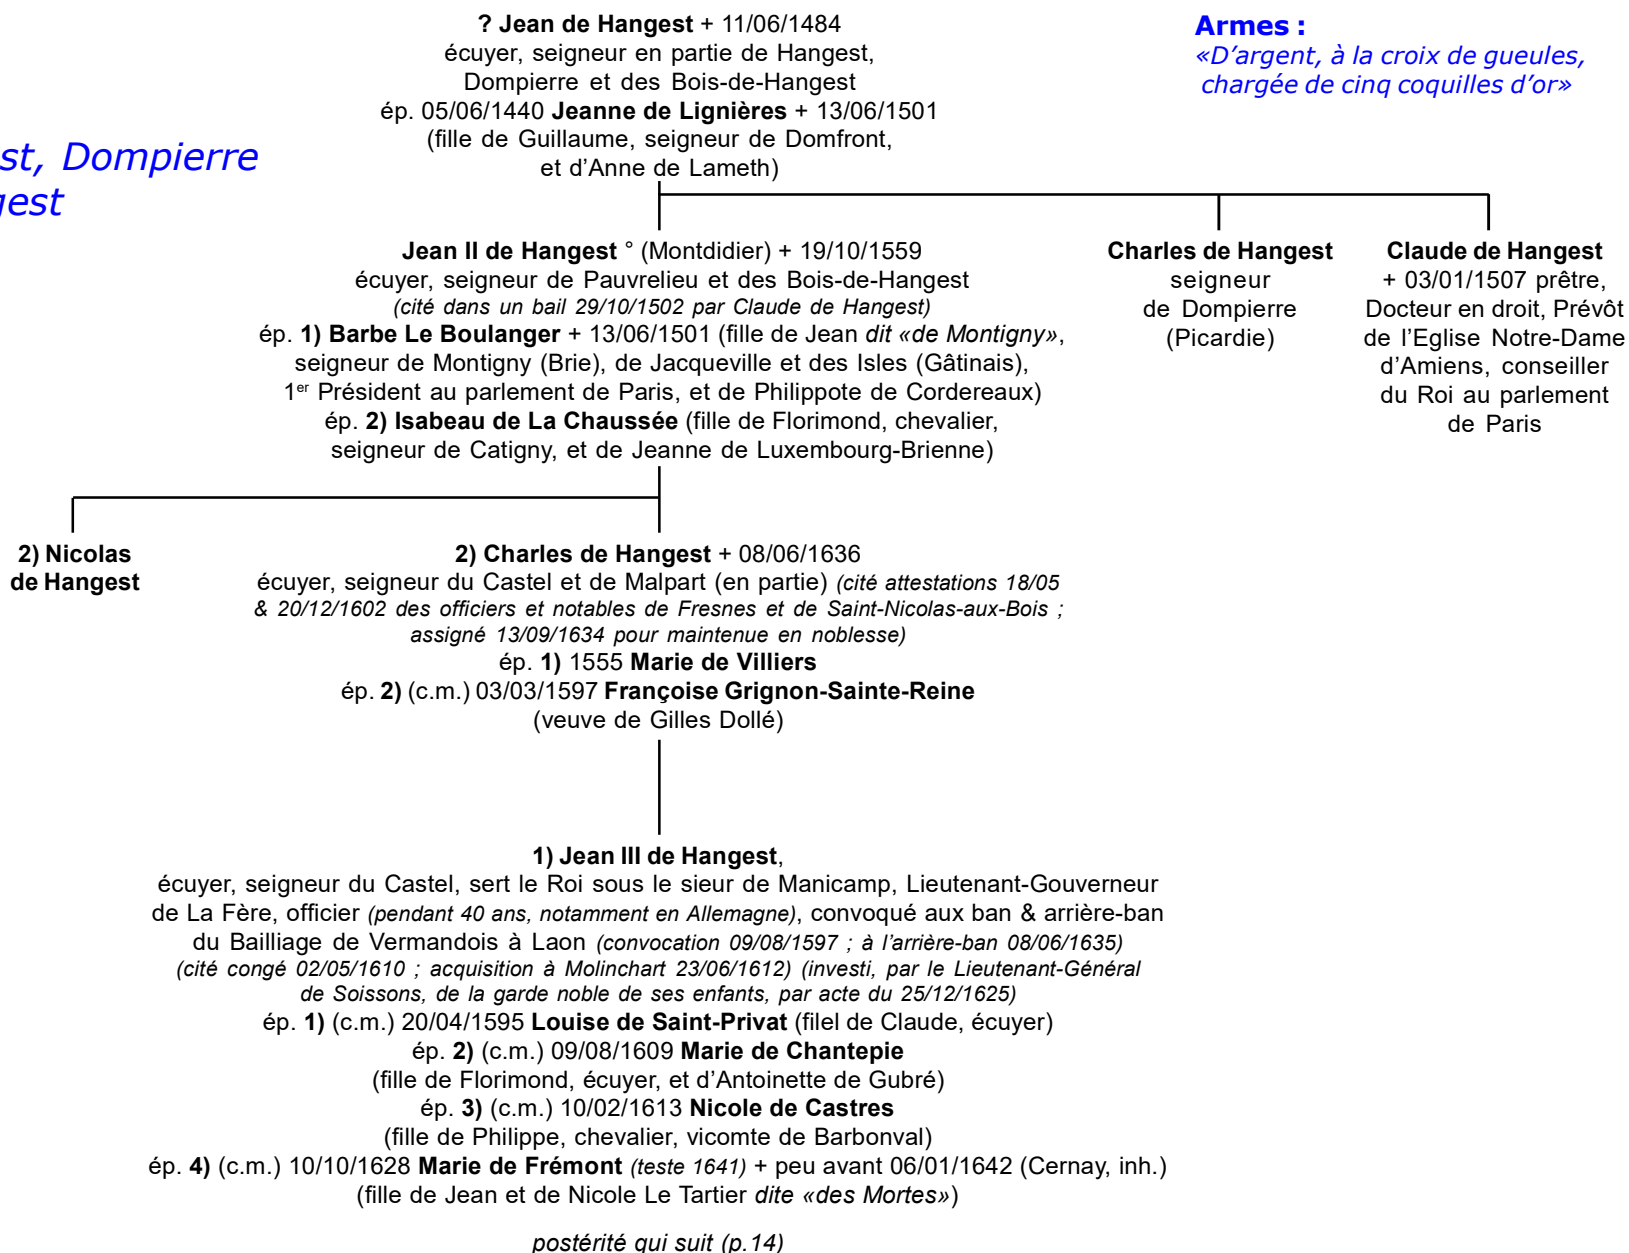 ? Jean de Hangest + 11/06/1484
écuyer, seigneur en partie de Hangest,
Dompierre et des Bois-de-Hangest
ép. 05/06/1440 Jeanne de Lignières + 13/06/1501
(fille de Guillaume, seigneur de Domfront,
et d'Anne de Lameth)
Armes :
«D'argent, à la croix de gueules,
chargée de cinq coquilles d'or»
st, Dompierre
gest
Jean II de Hangest ° (Montdidier) + 19/10/1559
écuyer, seigneur de Pauvrelieu et des Bois-de-Hangest
(cité dans un bail 29/10/1502 par Claude de Hangest)
ép. 1) Barbe Le Boulanger + 13/06/1501 (fille de Jean dit «de Montigny»,
seigneur de Montigny (Brie), de Jacqueville et des Isles (Gâtinais),
1er Président au parlement de Paris, et de Philippote de Cordereaux)
ép. 2) Isabeau de La Chaussée (fille de Florimond, chevalier,
seigneur de Catigny, et de Jeanne de Luxembourg-Brienne)
Charles de Hangest
seigneur
de Dompierre
(Picardie)
Claude de Hangest
+ 03/01/1507 prêtre,
Docteur en droit, Prévôt
de l'Eglise Notre-Dame
d'Amiens, conseiller
du Roi au parlement
de Paris
2) Nicolas
de Hangest
2) Charles de Hangest + 08/06/1636
écuyer, seigneur du Castel et de Malpart (en partie) (cité attestations 18/05
& 20/12/1602 des officiers et notables de Fresnes et de Saint-Nicolas-aux-Bois ;
assigné 13/09/1634 pour maintenue en noblesse)
ép. 1) 1555 Marie de Villiers
ép. 2) (c.m.) 03/03/1597 Françoise Grignon-Sainte-Reine
(veuve de Gilles Dollé)
1) Jean III de Hangest,
écuyer, seigneur du Castel, sert le Roi sous le sieur de Manicamp, Lieutenant-Gouverneur
de La Fère, officier (pendant 40 ans, notamment en Allemagne), convoqué aux ban & arrière-ban
du Bailliage de Vermandois à Laon (convocation 09/08/1597 ; à l'arrière-ban 08/06/1635)
(cité congé 02/05/1610 ; acquisition à Molinchart 23/06/1612) (investi, par le Lieutenant-Général
de Soissons, de la garde noble de ses enfants, par acte du 25/12/1625)
ép. 1) (c.m.) 20/04/1595 Louise de Saint-Privat (filel de Claude, écuyer)
ép. 2) (c.m.) 09/08/1609 Marie de Chantepie
(fille de Florimond, écuyer, et d'Antoinette de Gubré)
ép. 3) (c.m.) 10/02/1613 Nicole de Castres
(fille de Philippe, chevalier, vicomte de Barbonval)
ép. 4) (c.m.) 10/10/1628 Marie de Frémont (teste 1641) + peu avant 06/01/1642 (Cernay, inh.)
(fille de Jean et de Nicole Le Tartier dite «des Mortes»)
postérité qui suit (p.14)